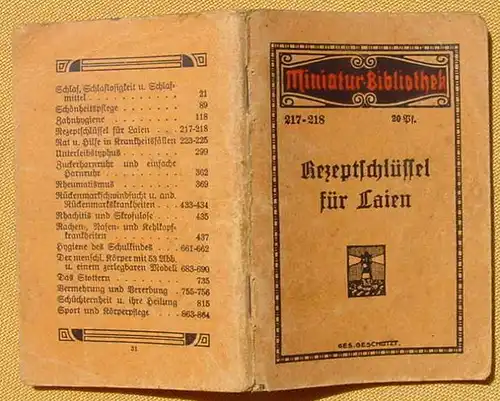 Schlaf, Schlaflosigkeit u. Schlaf-
mittel . . . . . . . . . . 21
Schönheitspflege . . . . . . 89
Zahnhygiene . . . . . . . 118
Rezeptschlüssel für Laien . 217-218
Rat u. Hilfe in Krankheitsfällen 223-225
Unterleibstyphus . . . . . . 299
Zuckerharnruhr und einfache
Harnruhr . . . . . . . . 362
Rheumatismus . . . . . . . 369
Rückenmarkschwindsucht u. and.
Rückenmarkskrankheiten . . 433-434
Rhachitis und Skrofulose . . . 435
Rachen-, Nasen- und Kehlkopf-
krankheiten . . . . . . . 437
Hygiene des Schulkindes . . 661-662
Der menschl. Körper mit 53 Abb.
u. einem zerlegbaren Modell 683-690
Das Stottern . . . . . . . 735
Vermehrung und Vererbung . . 755-756
Schüchternheit u. ihre Heilung 815
Sport und Körperpflege . . . 863-864
31
Miniatur-Bibliothek
217-218 20 Pf.
Rezeptschlüssel
für Laien
GES. GESCHÜTZT.